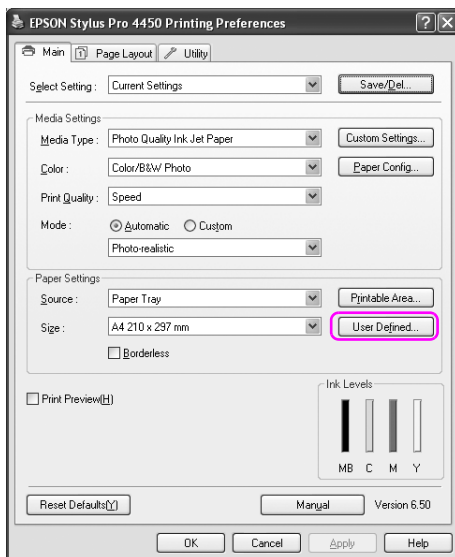 EPSON Stylus Pro 4450 Printing Preferences
Main Page Layout Utility
Select Setting : Current Settings Save/Del...
Media Settings
Media Type : Photo Quality Ink Jet Paper Custom Settings...
Color : Color/B&W Photo Paper Config...
Print Quality : Speed
Mode : Automatic Custom
Photo-realistic
Paper Settings
Source : Paper Tray Printable Area...
Size : A4 210 x 297 mm User Defined...
Borderless
Print Preview(H)
Ink Levels
MB C M Y
Reset Defaults(Y) Manual Version 6.50
OK Cancel Apply Help